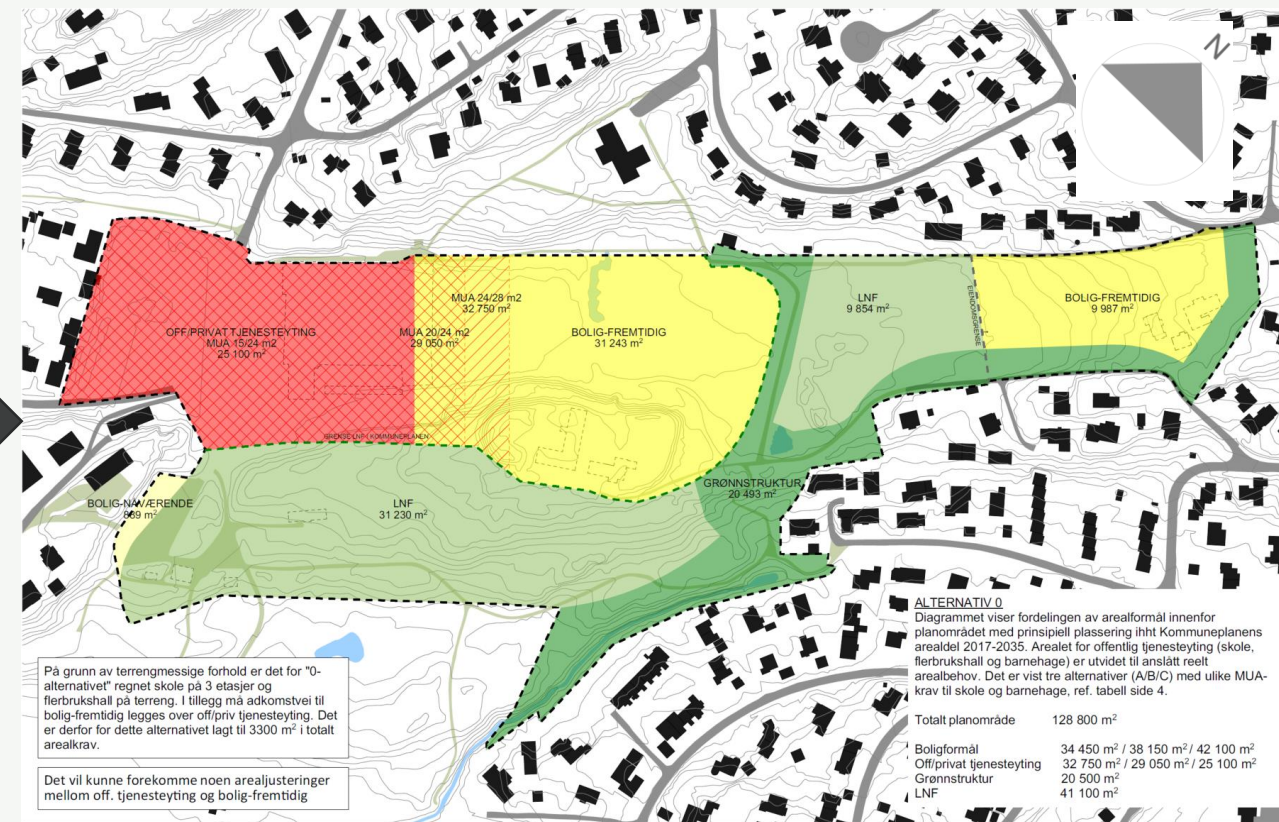 N
OFF/PRIVAT TJENESTEYTING
MUA 15/24 m2
25 100 m²
MUA 24/28 m2
32 750 m²
MUA 20/24 m2
29 050 m²
BOLIG-FREMTIDIG
31 243 m²
LNF
9 854 m²
EIENDOMSGRENSE
BOLIG-FREMTIDIG
9 987 m²
GRENSE LNF I KOMMUNEPLANEN
BOLIG-NÅVÆRENDE
889 m²
LNF
31 230 m²
GRØNNSTRUKTUR
20 493 m²
På grunn av terrengmessige forhold er det for "0-
alternativet" regnet skole på 3 etasjer og
flerbrukshall på terreng. I tillegg må adkomstvei til
bolig-fremtidig legges over off/priv tjenesteyting. Det
er derfor for dette alternativet lagt til 3300 m² i totalt
arealkrav.
Det vil kunne forekomme noen arealjusteringer
mellom off. tjenesteyting og bolig-fremtidig
ALTERNATIV 0
Diagrammet viser fordelingen av arealformål innenfor
planområdet med prinsipiell plassering ihht Kommuneplanens
arealdel 2017-2035. Arealet for offentlig tjenesteyting (skole,
flerbrukshall og barnehage) er utvidet til anslått reelt
arealbehov. Det er vist tre alternativer (A/B/C) med ulike MUA-
krav til skole og barnehage, ref. tabell side 4.
Totalt planområde 128 800 m²
Boligformål 34 450 m² / 38 150 m² / 42 100 m²
Off/privat tjenesteyting 32 750 m² / 29 050 m² / 25 100 m²
Grønnstruktur 20 500 m²
LNF 41 100 m²